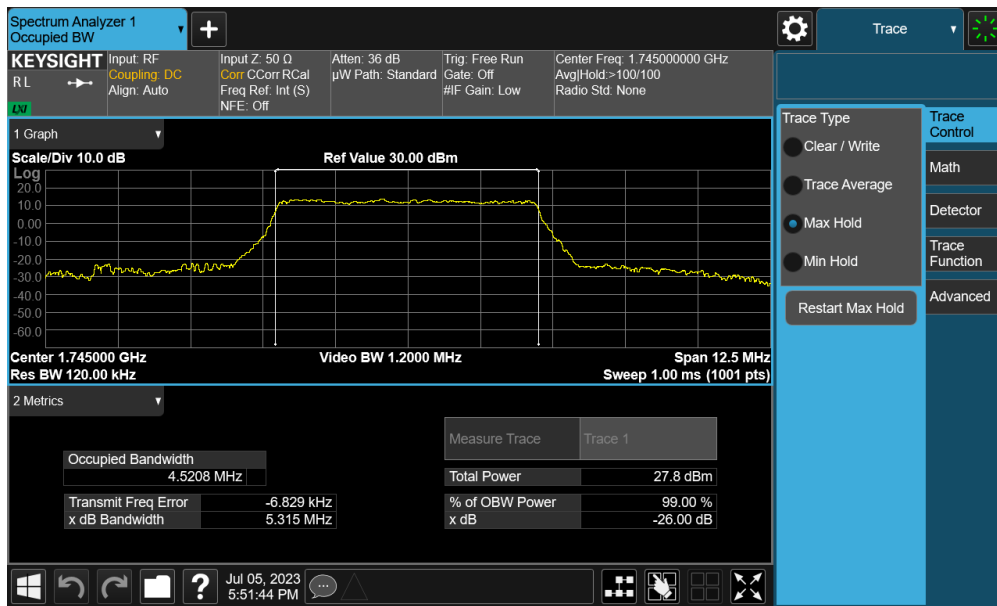 Spectrum Analyzer 1
Occupied BW
Trace
KEYSIGHT
R L
LXI
Input: RF
Coupling: DC
Align: Auto
Input Z: 50 Ω
Corr CCorr RCal
Freq Ref: Int (S)
NFE: Off
Atten: 36 dB
µW Path: Standard
Trig: Free Run
Gate: Off
#IF Gain: Low
Center Freq: 1.745000000 GHz
Avg|Hold:>100/100
Radio Std: None
1 Graph
Scale/Div 10.0 dB
Ref Value 30.00 dBm
Log
20.0
10.0
0.00
-10.0
-20.0
-30.0
-40.0
-50.0
-60.0
Center 1.745000 GHz
Video BW 1.2000 MHz
Span 12.5 MHz
Res BW 120.00 kHz
Sweep 1.00 ms (1001 pts)
2 Metrics
Measure Trace
Trace 1
Occupied Bandwidth
4.5208 MHz
Total Power
27.8 dBm
Transmit Freq Error
-6.829 kHz
% of OBW Power
99.00 %
x dB Bandwidth
5.315 MHz
x dB
-26.00 dB
Trace Type
Clear / Write
Trace Average
Max Hold
Min Hold
Restart Max Hold
Trace
Control
Math
Detector
Trace
Function
Advanced
?
Jul 05, 2023
5:51:44 PM